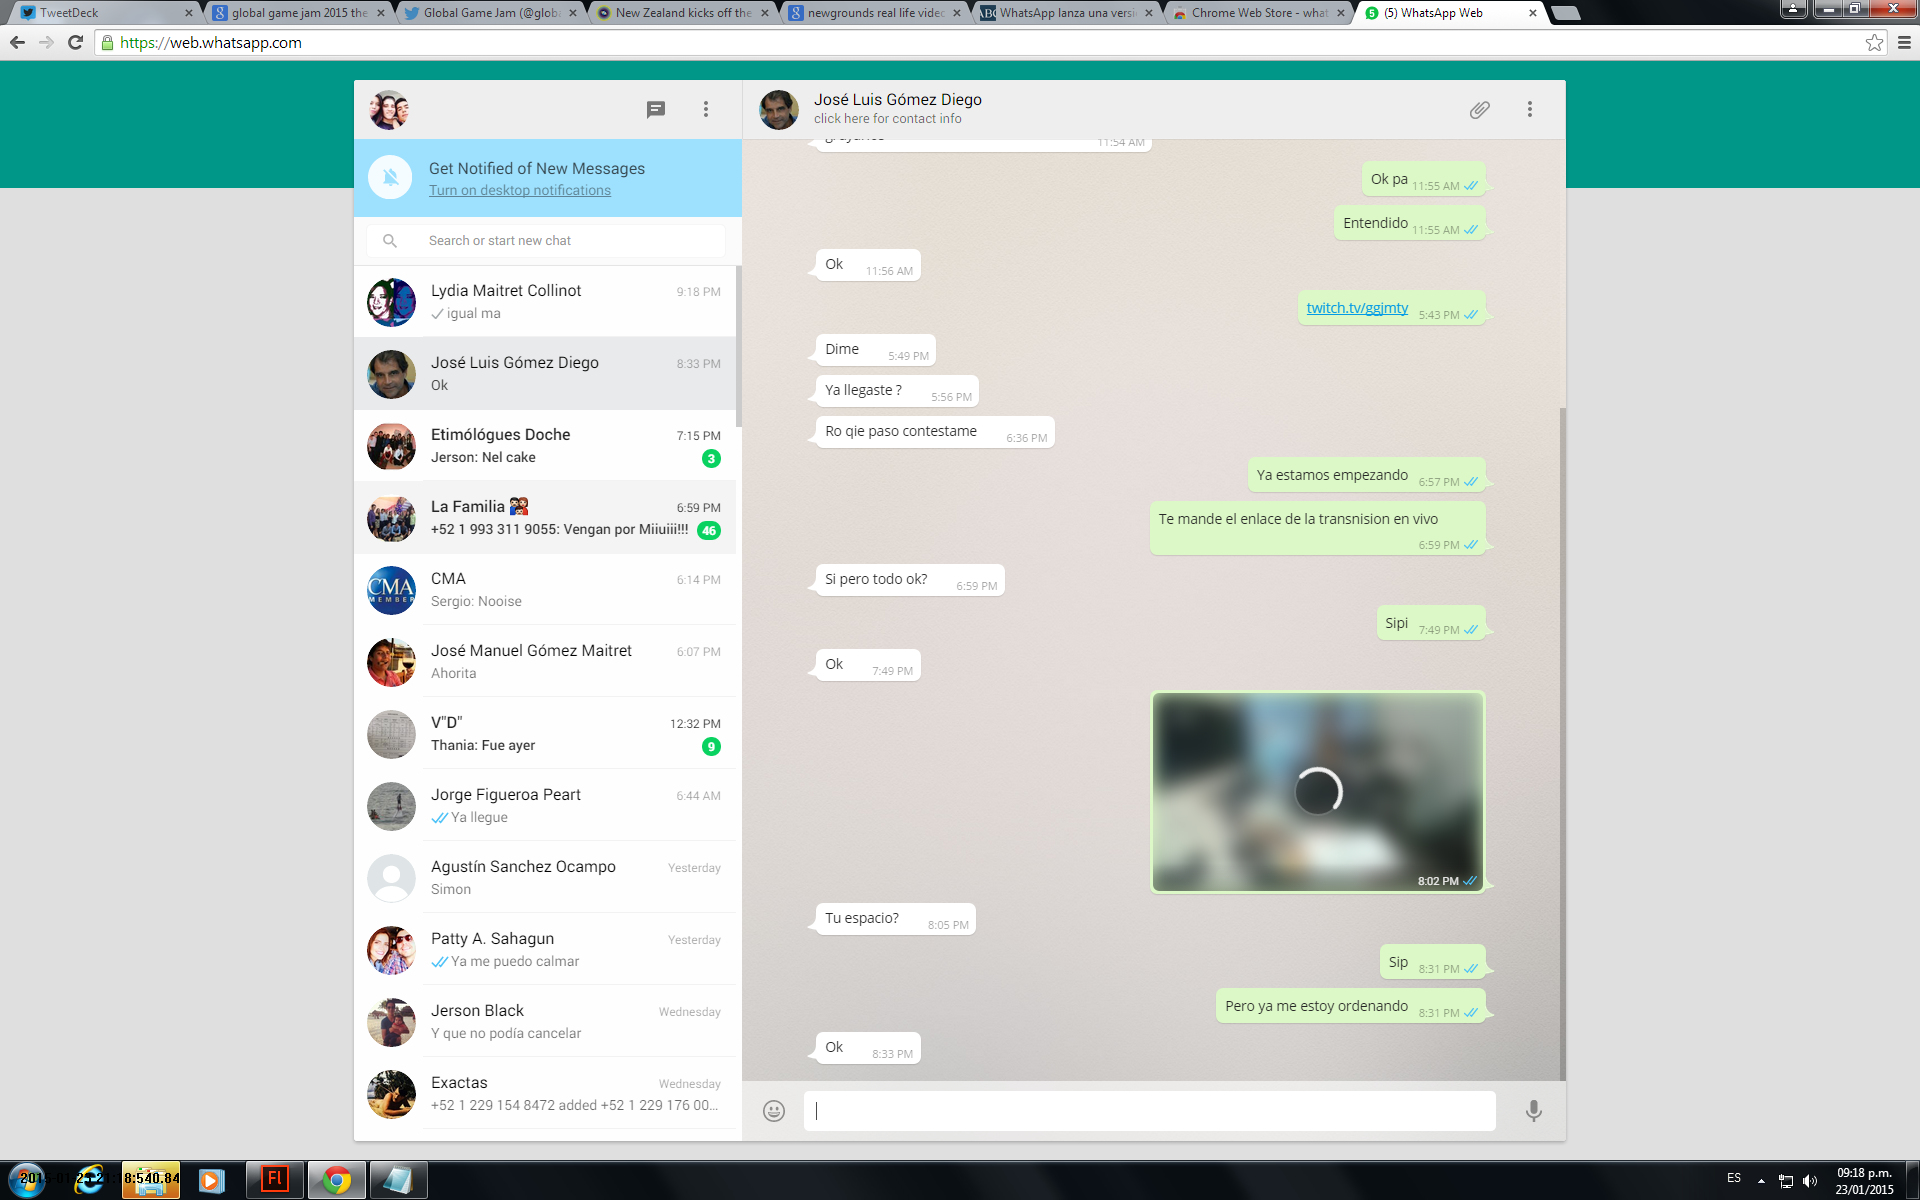 TweetDeck
global game jam 2015 the
Global Game Jam (@globa
New Zealand kicks off the
newgrounds real life video
WhatsApp lanza una versi
Chrome Web Store - what
(5) WhatsApp Web
https://web.whatsapp.com
Get Notified of New Messages
Turn on desktop notifications
Search or start new chat
Lydia Maitret Collinot 9:18 PM
igual ma
José Luis Gómez Diego 8:33 PM
Ok
Etimólógues Doche 7:15 PM
Jerson: Nel cake 3
La Familia 6:59 PM
+52 1 993 311 9055: Vengan por Miiuiii!!! 46
CMA 6:14 PM
Sergio: Nooise
CMA
MEMBER
José Manuel Gómez Maitret 6:07 PM
Ahorita
V"D" 12:32 PM
Thania: Fue ayer 9
Jorge Figueroa Peart 6:44 AM
Ya llegue
Agustín Sanchez Ocampo Yesterday
Simon
Patty A. Sahagun Yesterday
Ya me puedo calmar
Jerson Black Wednesday
Y que no podía cancelar
Exactas Wednesday
+52 1 229 154 8472 added +52 1 229 176 00...
José Luis Gómez Diego
click here for contact info
11:54 AM
Ok pa 11:55 AM
Entendido 11:55 AM
Ok 11:56 AM
twitch.tv/ggjmty 5:43 PM
Dime 5:49 PM
Ya llegaste ? 5:56 PM
Ro qie paso contestame 6:36 PM
Ya estamos empezando 6:57 PM
Te mande el enlace de la transnision en vivo
6:59 PM
Si pero todo ok? 6:59 PM
Sipi 7:49 PM
Ok 7:49 PM
8:02 PM
Tu espacio? 8:05 PM
Sip 8:31 PM
Pero ya me estoy ordenando 8:31 PM
Ok 8:33 PM
Fl
ES
09:18 p.m.
23/01/2015